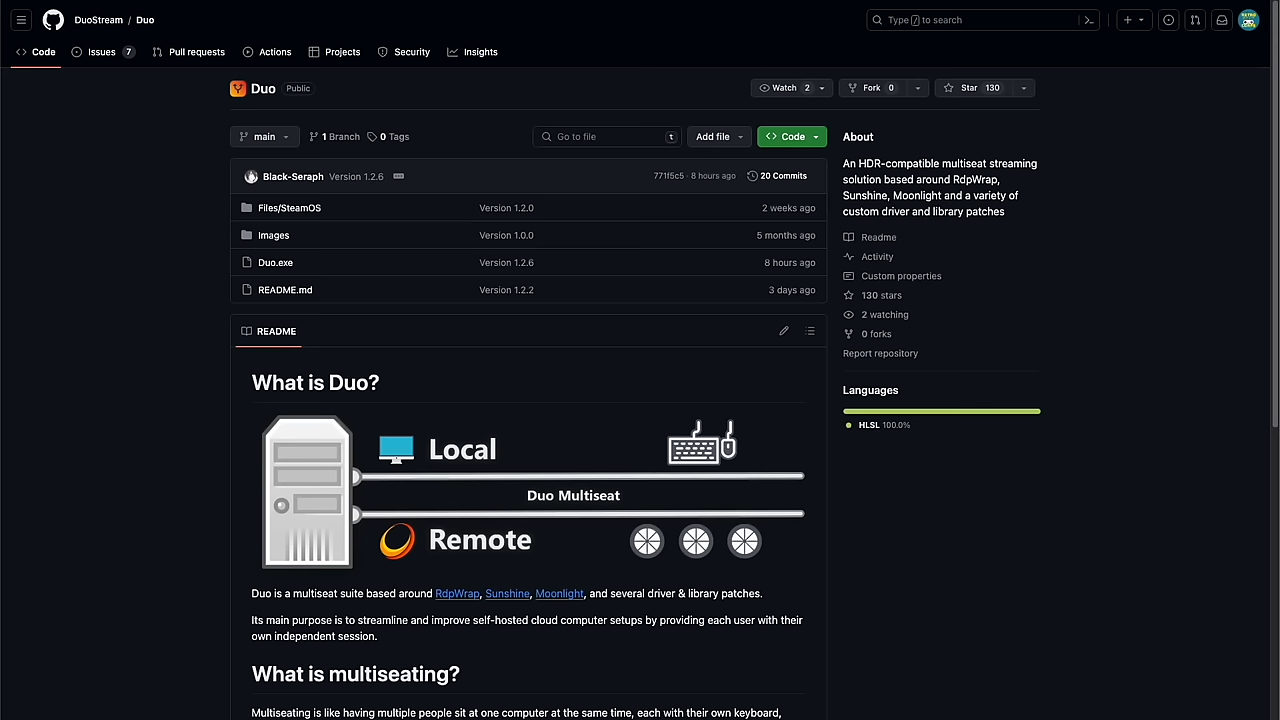 DuoStream / Duo
Type / to search
Code
Issues 7
Pull requests
Actions
Projects
Security
Insights
Duo Public
Watch 2
Fork 0
Star 130
main
1 Branch
0 Tags
Go to file t
Add file
Code
Black-Seraph Version 1.2.6
771f5c5 · 8 hours ago
20 Commits
Files/SteamOS Version 1.2.0 2 weeks ago
Images Version 1.0.0 5 months ago
Duo.exe Version 1.2.6 8 hours ago
README.md Version 1.2.2 3 days ago
README
What is Duo?
Local
Duo Multiseat
Remote
Duo is a multiseat suite based around RdpWrap, Sunshine, Moonlight, and several driver & library patches.
Its main purpose is to streamline and improve self-hosted cloud computer setups by providing each user with their
own independent session.
What is multiseating?
Multiseating is like having multiple people sit at one computer at the same time, each with their own keyboard,
About
An HDR-compatible multiseat streaming
solution based around RdpWrap,
Sunshine, Moonlight and a variety of
custom driver and library patches
Readme
Activity
Custom properties
130 stars
2 watching
0 forks
Report repository
Languages
HLSL 100.0%